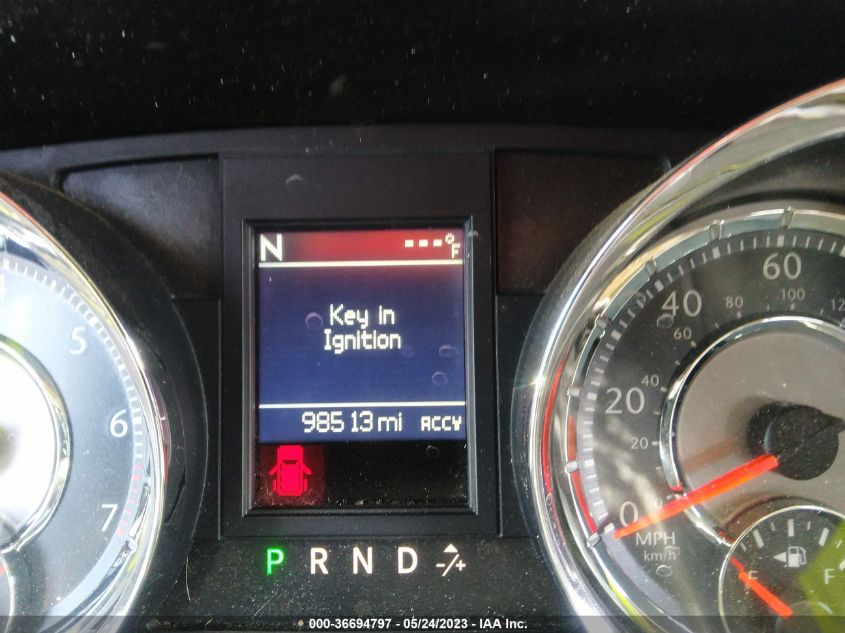 N ---°F
Key in
Ignition
98513 mi ACCY
P R N D -/+
5
6
7
0
20
40
60
20
40
60
80
100
MPH
km/h
E
F
000-36694797 - 05/24/2023 - IAA Inc.